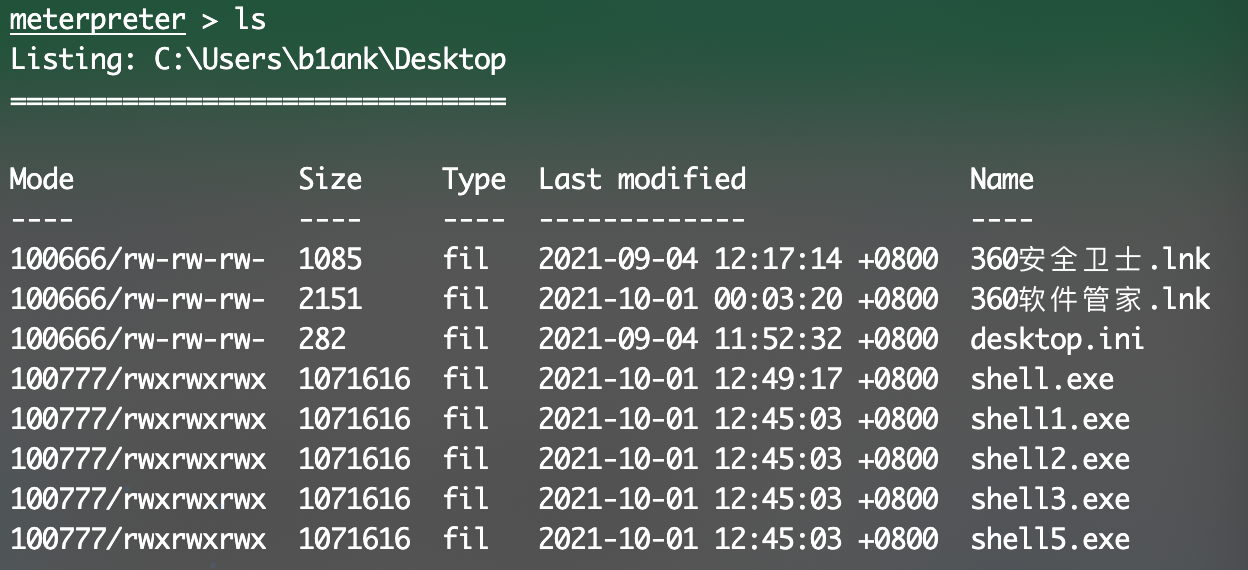 meterpreter > ls
Listing: C:\Users\b1ank\Desktop
===============================
Mode Size Type Last modified Name
---- ---- ---- ------------- ----
100666/rw-rw-rw- 1085 fil 2021-09-04 12:17:14 +0800 360安全卫士.lnk
100666/rw-rw-rw- 2151 fil 2021-10-01 00:03:20 +0800 360软件管家.lnk
100666/rw-rw-rw- 282 fil 2021-09-04 11:52:32 +0800 desktop.ini
100777/rwxrwxrwx 1071616 fil 2021-10-01 12:49:17 +0800 shell.exe
100777/rwxrwxrwx 1071616 fil 2021-10-01 12:45:03 +0800 shell1.exe
100777/rwxrwxrwx 1071616 fil 2021-10-01 12:45:03 +0800 shell2.exe
100777/rwxrwxrwx 1071616 fil 2021-10-01 12:45:03 +0800 shell3.exe
100777/rwxrwxrwx 1071616 fil 2021-10-01 12:45:03 +0800 shell5.exe